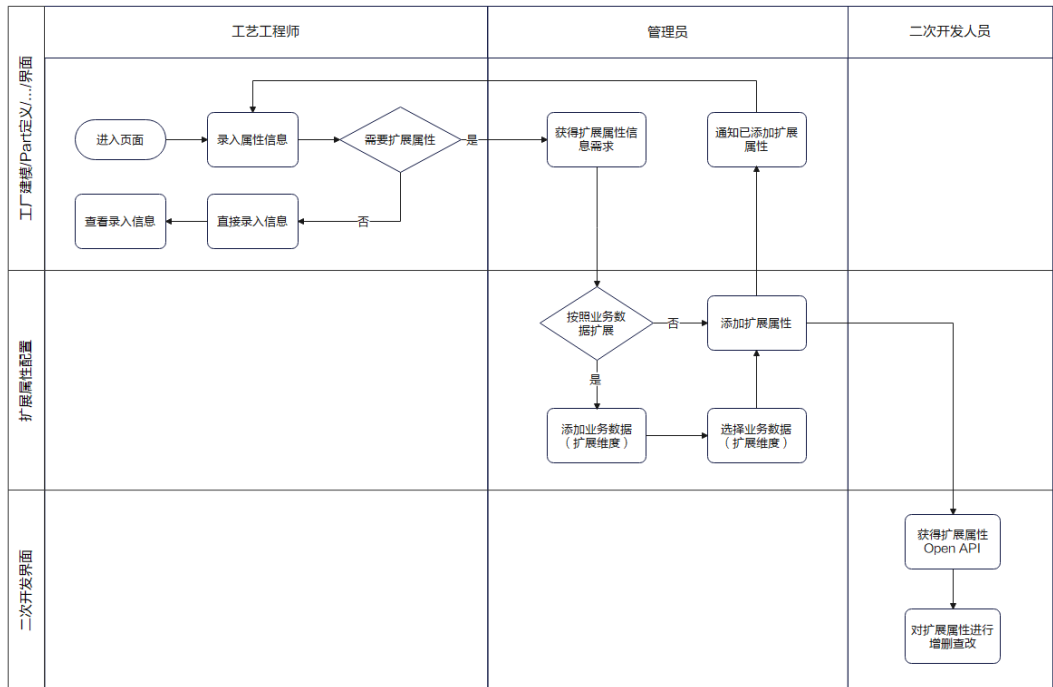 工艺工程师
管理员
二次开发人员
工厂建模/Part定义/.../界面
进入页面
录入属性信息
需要扩展属性
是
获得扩展属性信
息需求
通知已添加扩展
属性
查看录入信息
直接录入信息
否
扩展属性配置
按照业务数
据扩展
否
添加扩展属性
是
添加业务数据
（扩展维度）
选择业务数据
（扩展维度）
二次开发界面
获得扩展属性
Open API
对扩展属性进行
增删查改